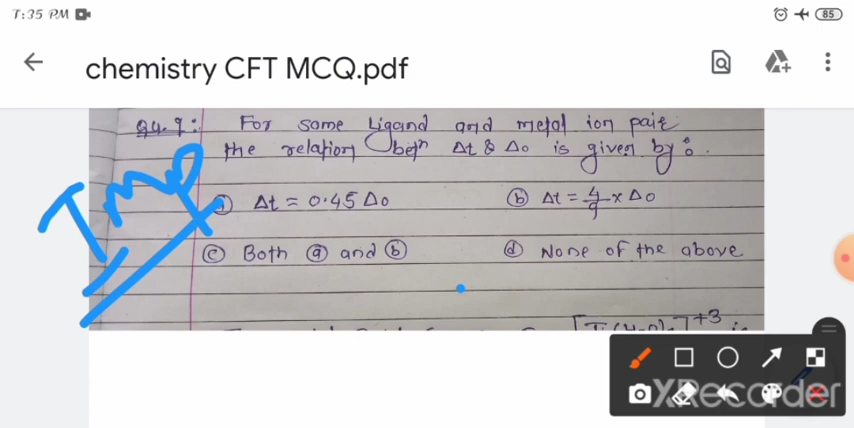 7:35 PM
85
chemistry CFT MCQ.pdf
Qu. 9: For some Ligand and metal ion pair
the relation betn Δt & Δo is given by:
Imp
ⓐ Δt = 0.45 Δo ⓑ Δt = 4/9 x Δo
ⓒ Both ⓐ and ⓑ ⓓ None of the above
XRecorder